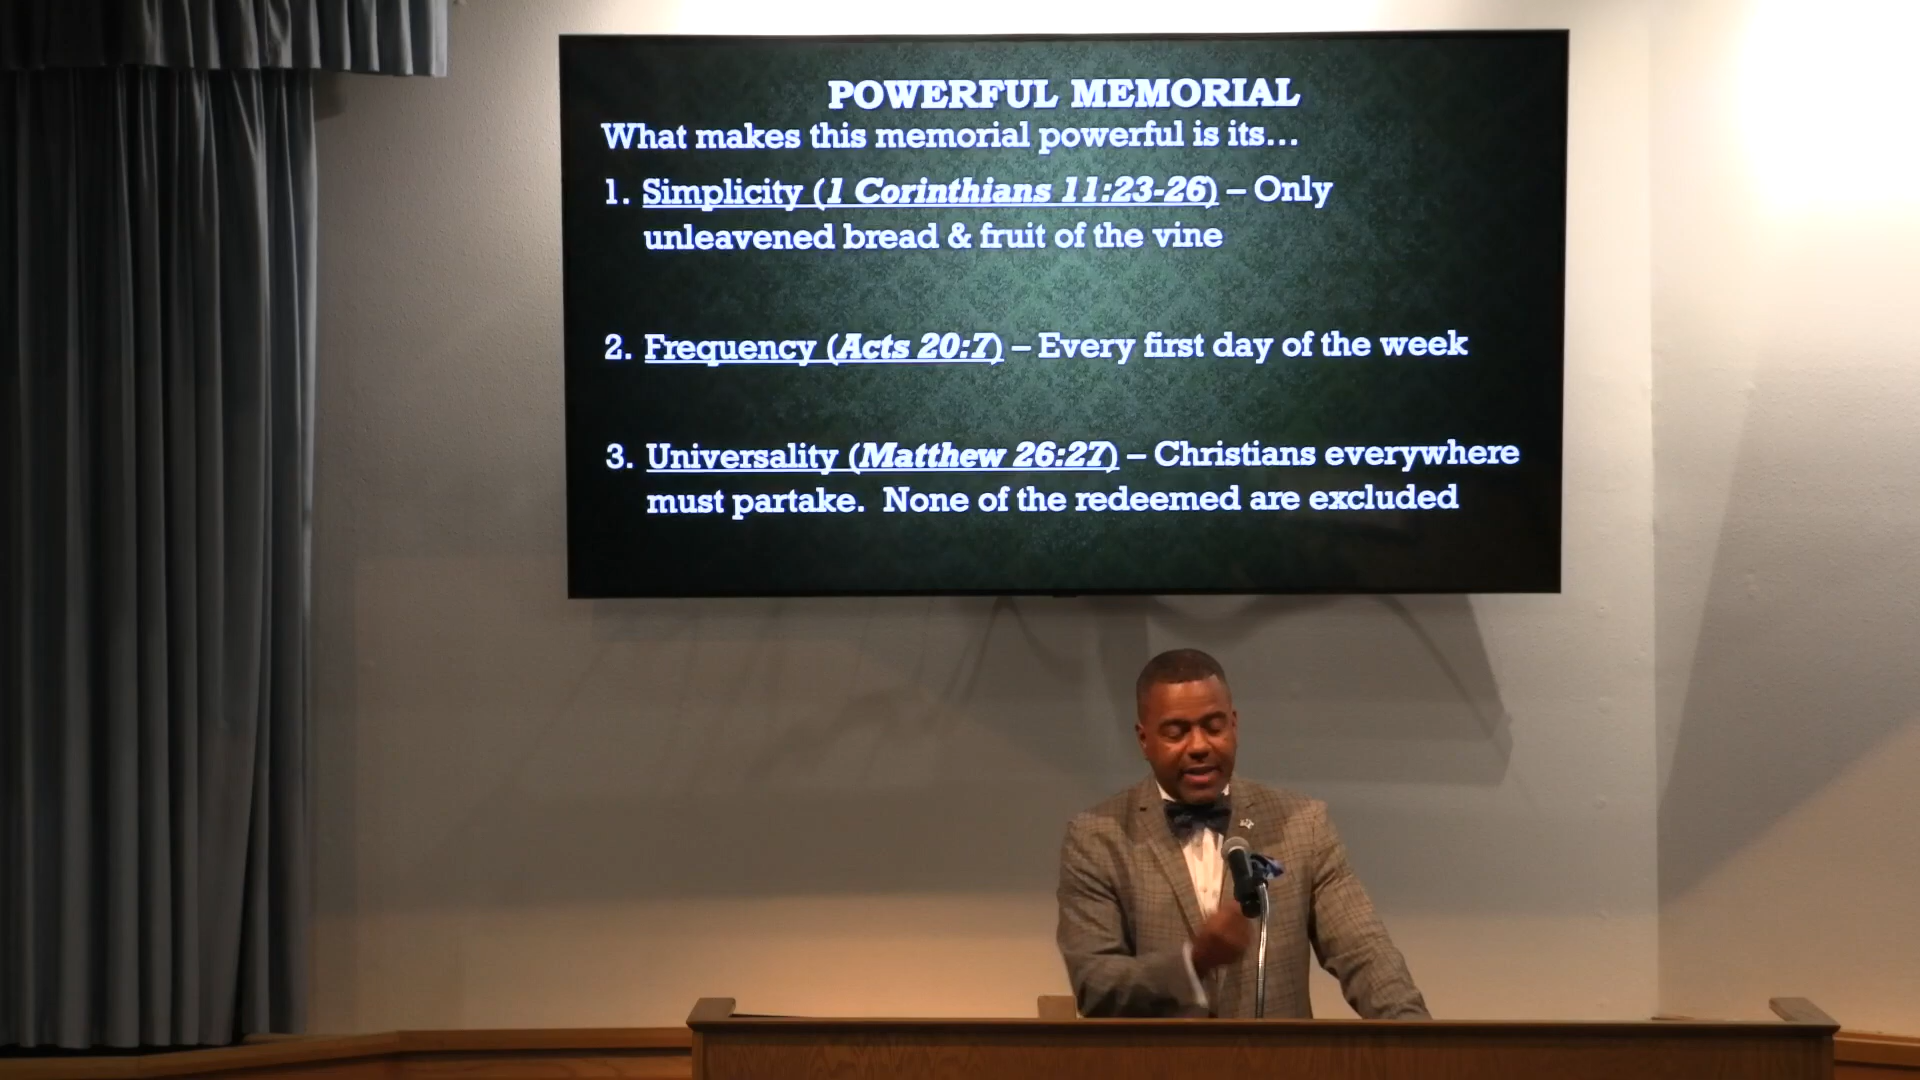 POWERFUL MEMORIAL
What makes this memorial powerful is its...
1. Simplicity (1 Corinthians 11:23-26) – Only
unleavened bread & fruit of the vine
2. Frequency (Acts 20:7) – Every first day of the week
3. Universality (Matthew 26:27) – Christians everywhere
must partake.  None of the redeemed are excluded